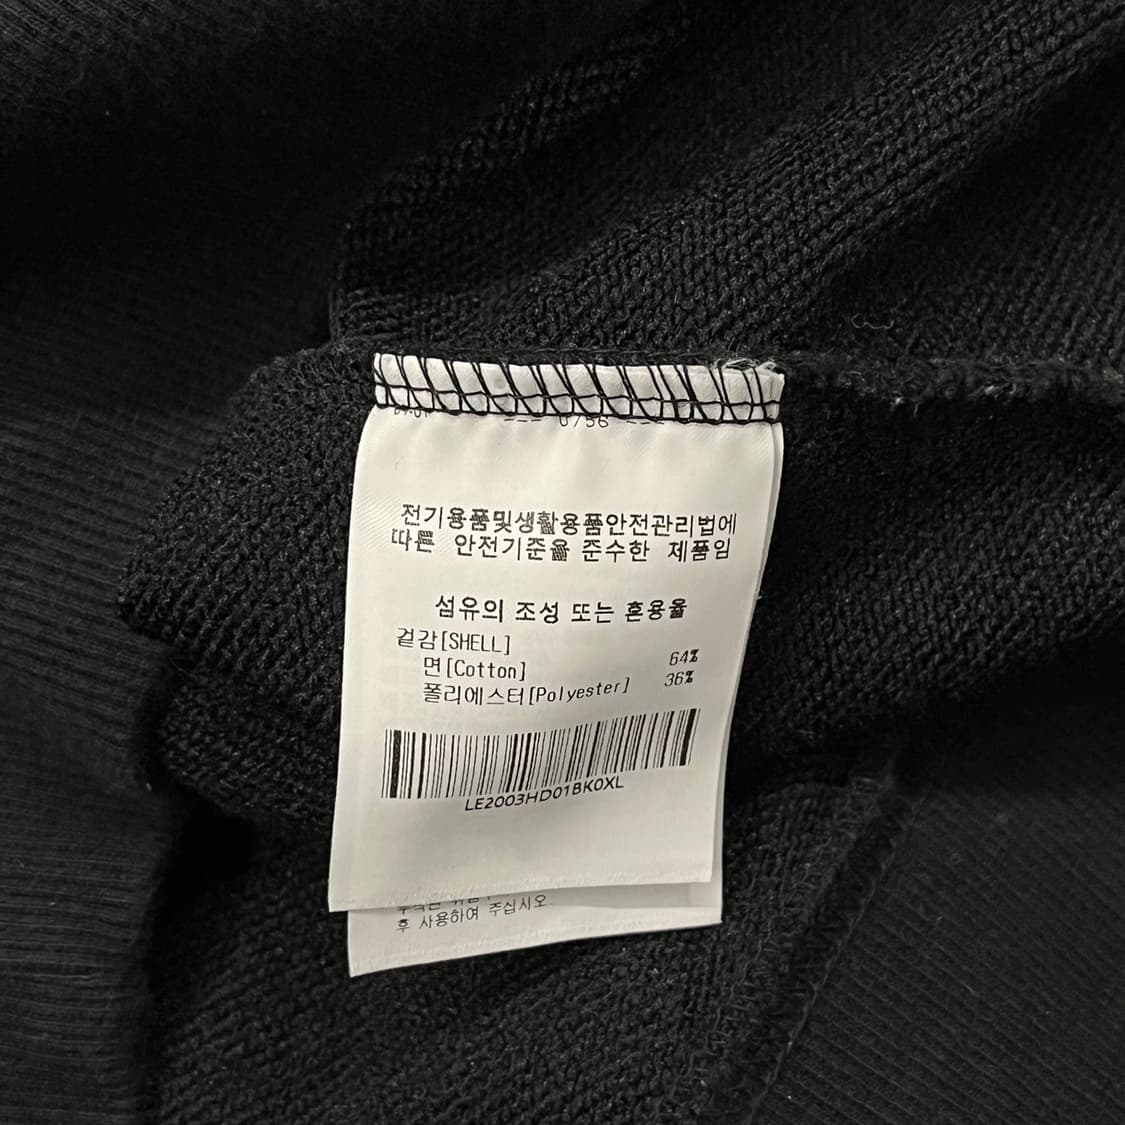 0/56
전기용품및생활용품안전관리법에
따른 안전기준을 준수한 제품임
섬유의 조성 또는 혼용율
겉감[SHELL]
면[Cotton] 64%
폴리에스터[Polyester] 36%
LE2003HD01BK0XL
후 사용하여 주십시오